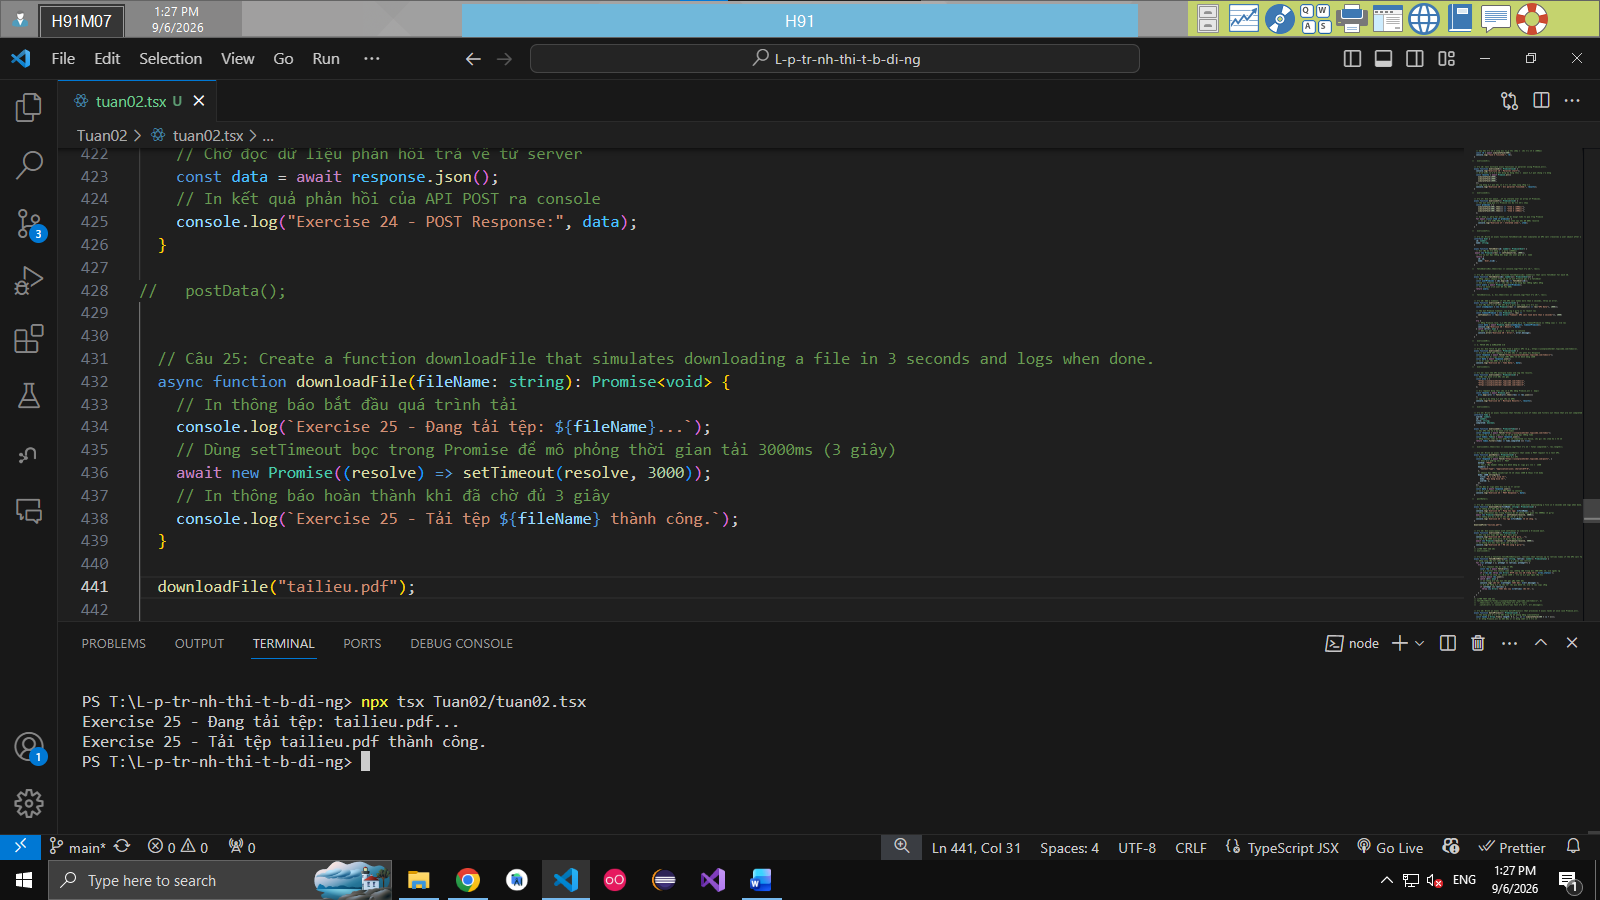 H91M07
1:27 PM
9/6/2026
H91
Q W
A S
File Edit Selection View Go Run ···
L-p-tr-nh-thi-t-b-di-ng
tuan02.tsx U
Tuan02 > tuan02.tsx > ...
422 // Chờ đọc dữ liệu phản hồi trả về từ server
423 const data = await response.json();
424 // In kết quả phản hồi của API POST ra console
425 console.log("Exercise 24 - POST Response:", data);
426 }
427
428 // postData();
429
430
431 // Câu 25: Create a function downloadFile that simulates downloading a file in 3 seconds and logs when done.
432 async function downloadFile(fileName: string): Promise<void> {
433 // In thông báo bắt đầu quá trình tải
434 console.log(`Exercise 25 - Đang tải tệp: ${fileName}...`);
435 // Dùng setTimeout bọc trong Promise để mô phỏng thời gian tải 3000ms (3 giây)
436 await new Promise((resolve) => setTimeout(resolve, 3000));
437 // In thông báo hoàn thành khi đã chờ đủ 3 giây
438 console.log(`Exercise 25 - Tải tệp ${fileName} thành công.`);
439 }
440
441 downloadFile("tailieu.pdf");
442
PROBLEMS OUTPUT TERMINAL PORTS DEBUG CONSOLE
node
PS T:\L-p-tr-nh-thi-t-b-di-ng> npx tsx Tuan02/tuan02.tsx
Exercise 25 - Đang tải tệp: tailieu.pdf...
Exercise 25 - Tải tệp tailieu.pdf thành công.
PS T:\L-p-tr-nh-thi-t-b-di-ng>
3
1
main* 0 0 0
Ln 441, Col 31 Spaces: 4 UTF-8 CRLF TypeScript JSX Go Live Prettier
Type here to search
ENG
1:27 PM
9/6/2026
1